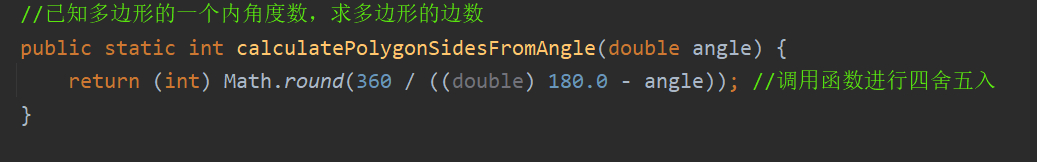 //已知多边形的一个内角度数，求多边形的边数
public static int calculatePolygonSidesFromAngle(double angle) {
    return (int) Math.round(360 / ((double) 180.0 - angle)); //调用函数进行四舍五入
}